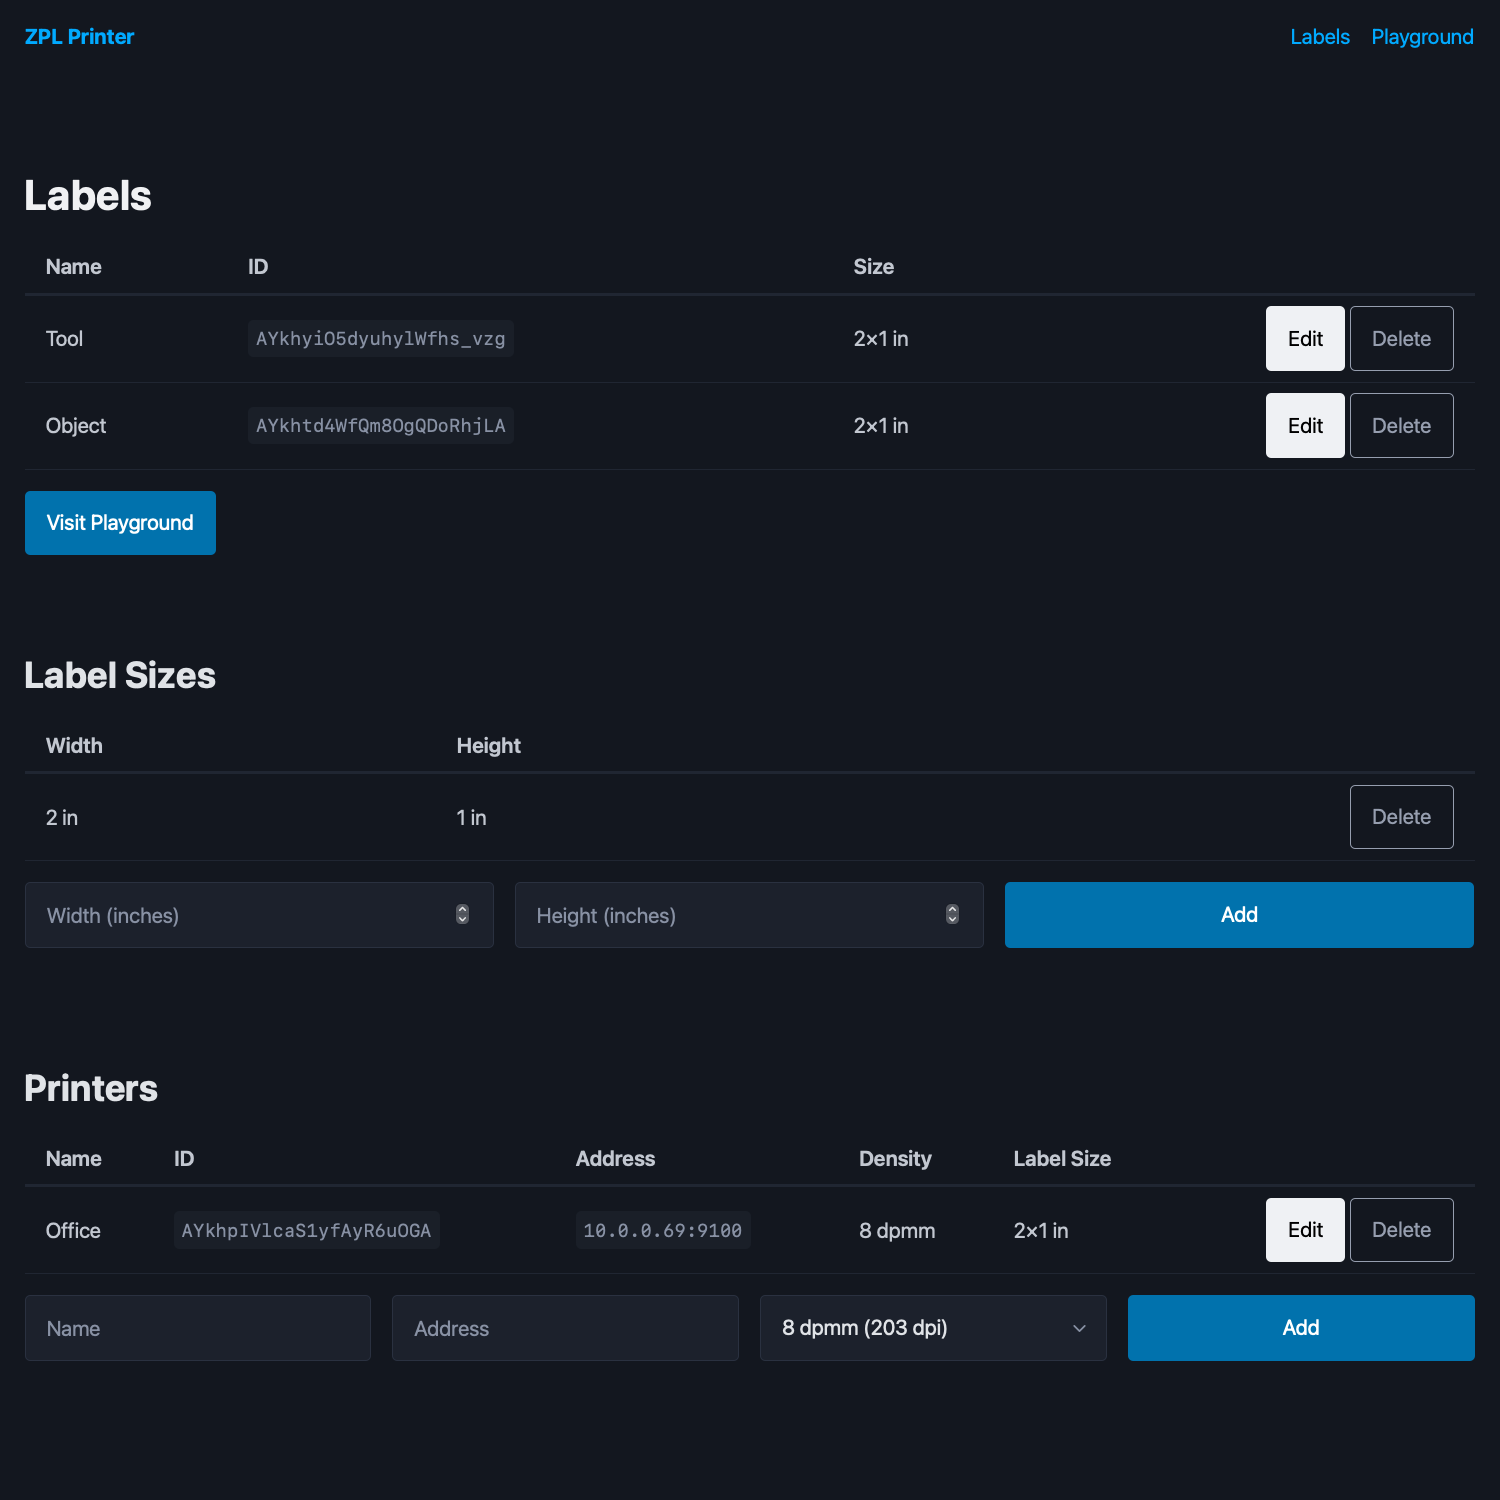 ZPL Printer Labels Playground
Labels
Name ID Size
Tool AYkhyiO5dyuhylWfhs_vzg 2×1 in Edit Delete
Object AYkhtd4WfQm8OgQDoRhjLA 2×1 in Edit Delete
Visit Playground
Label Sizes
Width Height
2 in 1 in Delete
Width (inches) Height (inches) Add
Printers
Name ID Address Density Label Size
Office AYkhpIVlcaS1yfAyR6uOGA 10.0.0.69:9100 8 dpmm 2×1 in Edit Delete
Name Address 8 dpmm (203 dpi) Add